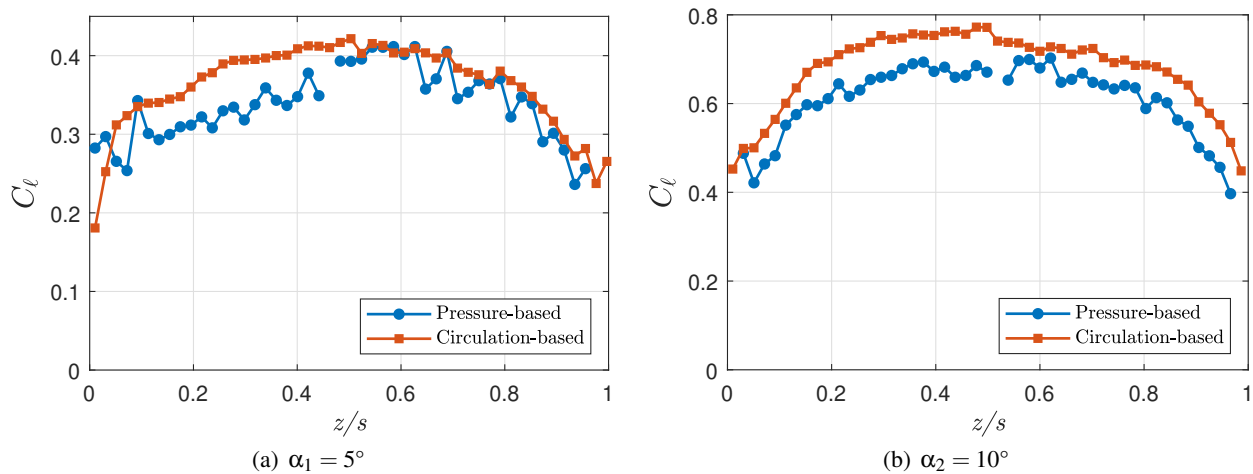 0.4
0.3
0.2
0.1
0
C_ℓ
0 0.2 0.4 0.6 0.8 1
z/s
Pressure-based
Circulation-based
(a) α₁ = 5°
0.8
0.6
0.4
0.2
0
C_ℓ
0 0.2 0.4 0.6 0.8 1
z/s
Pressure-based
Circulation-based
(b) α₂ = 10°